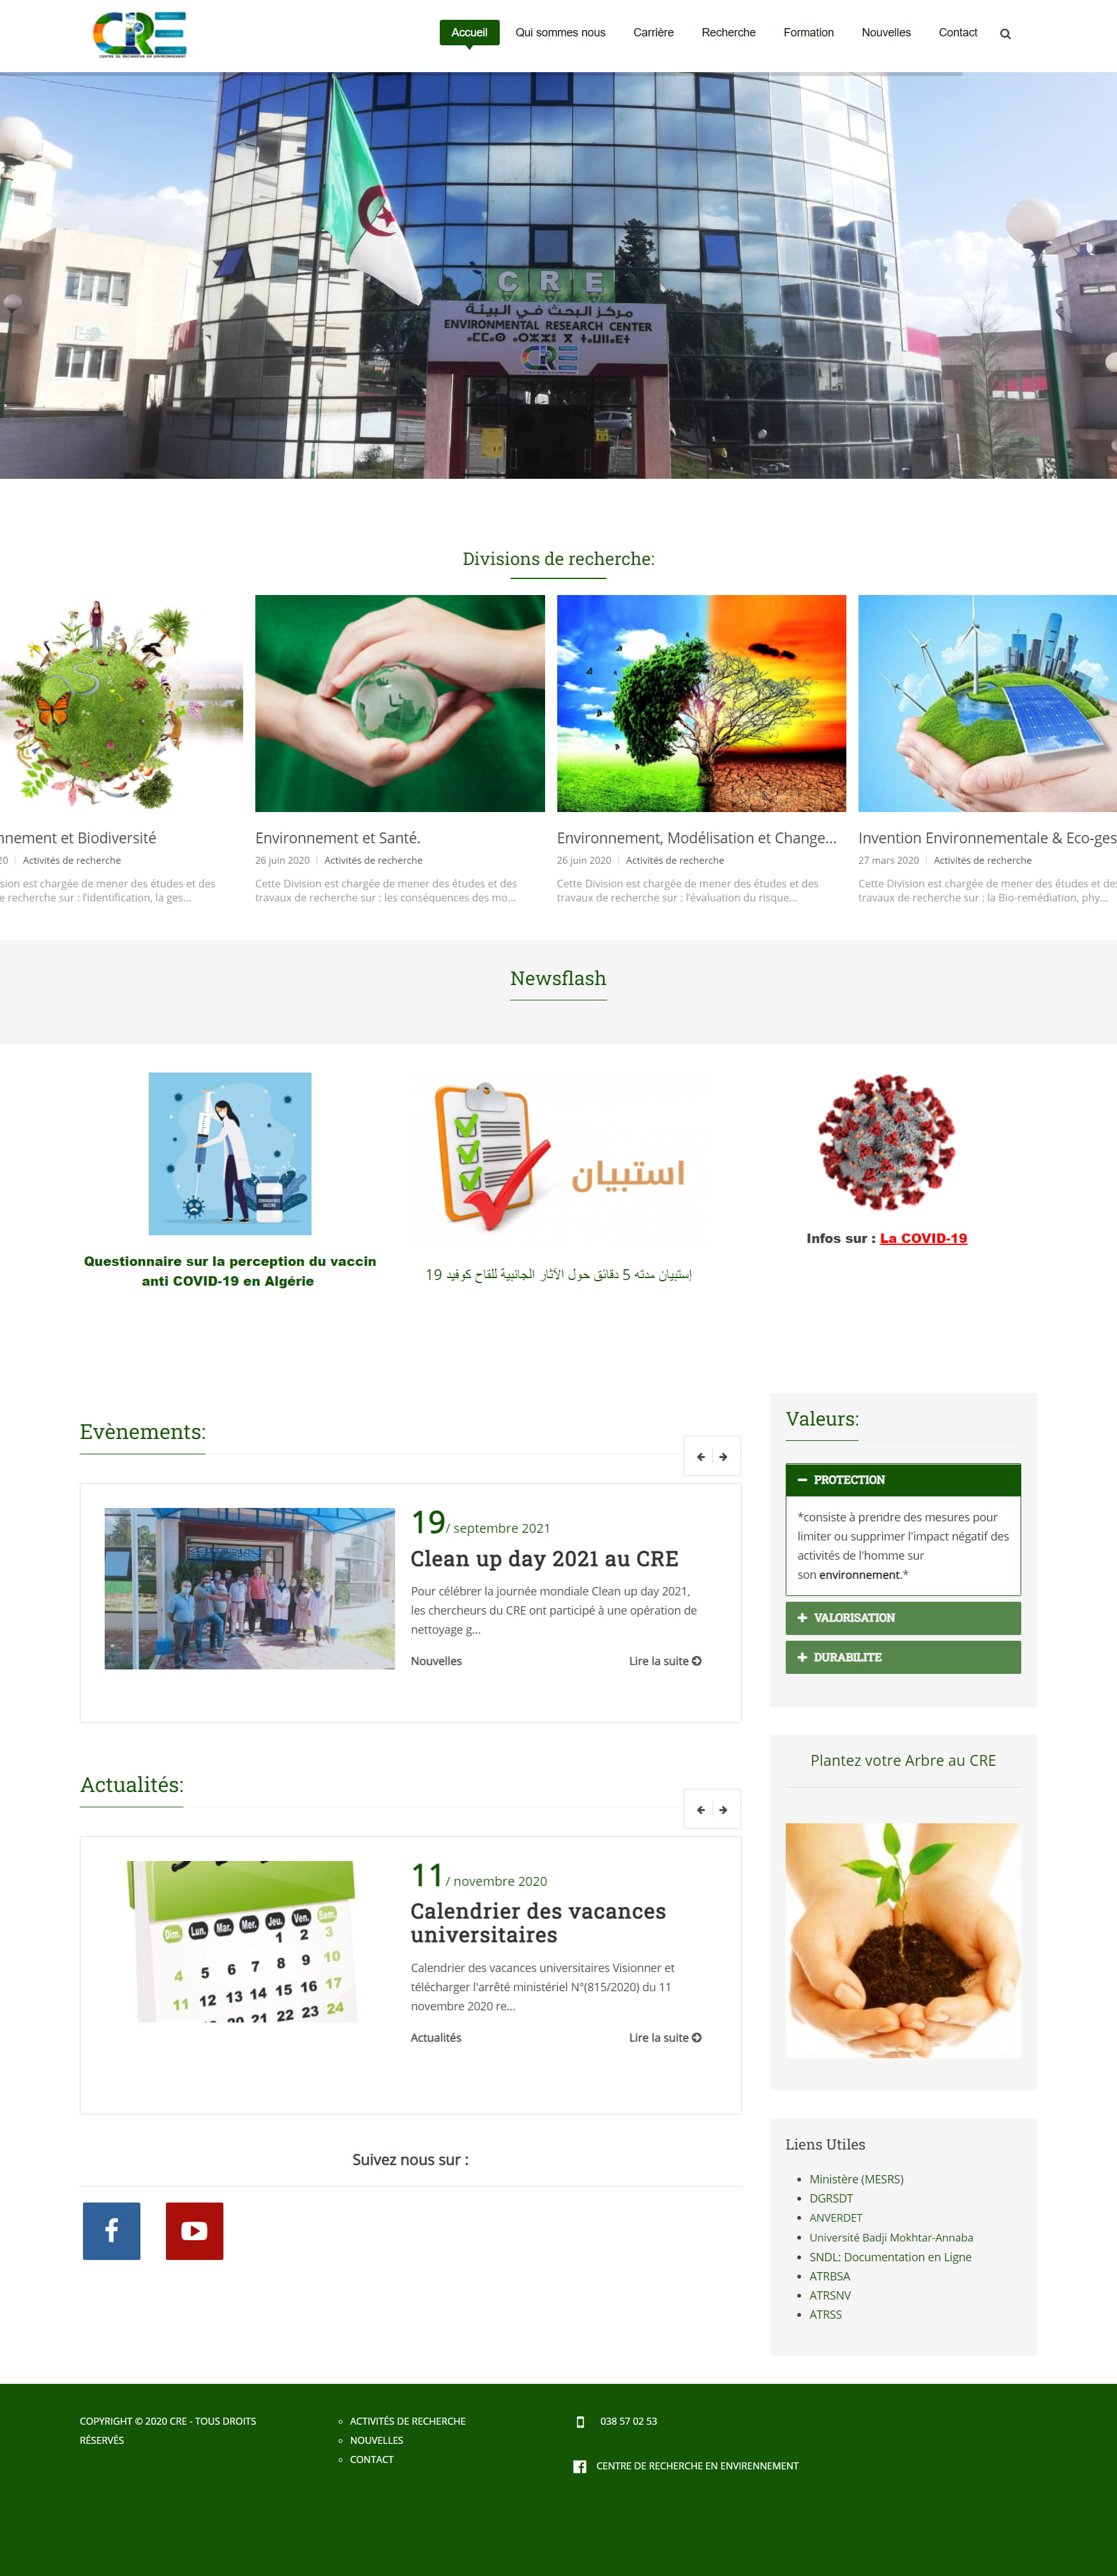 CRE
CENTRE DE RECHERCHE EN ENVIRONNEMENT
Accueil
Qui sommes nous
Carrière
Recherche
Formation
Nouvelles
Contact
C R E
مركز البحث في البيئة
ENVIRONMENTAL RESEARCH CENTER
CRE
Divisions de recherche:
nnement et Biodiversité
20 Activités de recherche
sion est chargée de mener des études et des
e recherche sur : l'identification, la ges...
Environnement et Santé.
26 juin 2020 Activités de recherche
Cette Division est chargée de mener des études et des
travaux de recherche sur : les conséquences des mo...
Environnement, Modélisation et Change...
26 juin 2020 Activités de recherche
Cette Division est chargée de mener des études et des
travaux de recherche sur : l'évaluation du risque...
Invention Environnementale & Eco-ges
27 mars 2020 Activités de recherche
Cette Division est chargée de mener des études et des
travaux de recherche sur : la Bio-remédiation, phy...
Newsflash
استبيان
Questionnaire sur la perception du vaccin
anti COVID-19 en Algérie
إستبيان مدته 5 دقائق حول الآثار الجانبية للقاح كوفيد 19
Infos sur : La COVID-19
Evènements:
19/ septembre 2021
Clean up day 2021 au CRE
Pour célébrer la journée mondiale Clean up day 2021,
les chercheurs du CRE ont participé à une opération de
nettoyage g...
Nouvelles
Lire la suite
Valeurs:
PROTECTION
*consiste à prendre des mesures pour
limiter ou supprimer l'impact négatif des
activités de l'homme sur
son environnement.*
VALORISATION
DURABILITE
Plantez votre Arbre au CRE
Actualités:
Dim. Lun. Mar. Mer. Jeu. Ven. Sam.
1 2 3
4 5 6 7 8 9 10
11 12 13 14 15 16 17
20 21 22 23 24
11/ novembre 2020
Calendrier des vacances
universitaires
Calendrier des vacances universitaires Visionner et
télécharger l'arrêté ministériel N°(815/2020) du 11
novembre 2020 re...
Actualités
Lire la suite
Suivez nous sur :
Liens Utiles
Ministère (MESRS)
DGRSDT
ANVERDET
Université Badji Mokhtar-Annaba
SNDL: Documentation en Ligne
ATRBSA
ATRSNV
ATRSS
COPYRIGHT © 2020 CRE - TOUS DROITS
RÉSERVÉS
ACTIVITÉS DE RECHERCHE
NOUVELLES
CONTACT
038 57 02 53
CENTRE DE RECHERCHE EN ENVIRENNEMENT